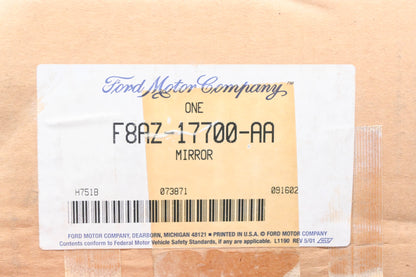 Ford Motor Company™
ONE
F8AZ-17700-AA
MIRROR
H751B 073871 091602
FORD MOTOR COMPANY, DEARBORN, MICHIGAN 48121 • PRINTED IN U.S.A. © FORD MOTOR COMPANY
Contents conform to Federal Motor Vehicle Safety Standards, if any are applicable. L1190 REV 5/01